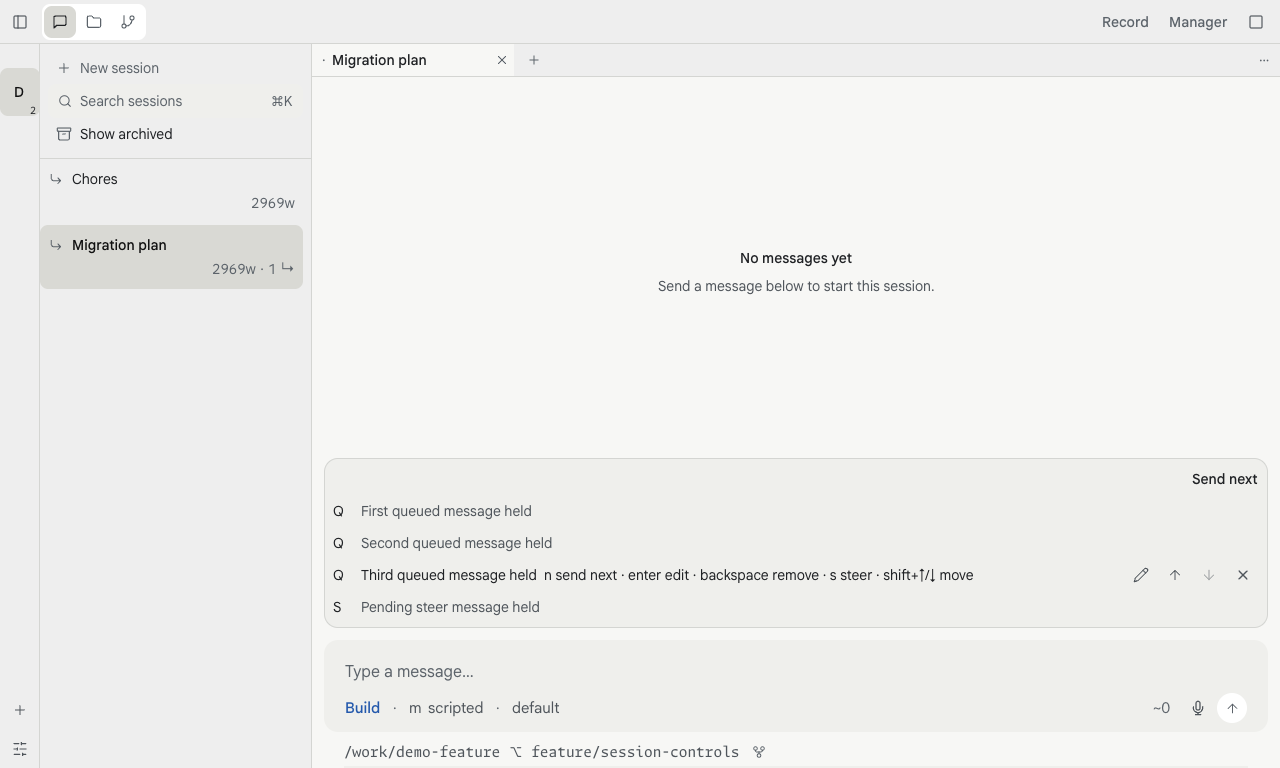 Record Manager
D
2
New session
Search sessions ⌘K
Show archived
Chores
2969w
Migration plan
2969w · 1
· Migration plan
No messages yet
Send a message below to start this session.
Send next
Q First queued message held
Q Second queued message held
Q Third queued message held n send next · enter edit · backspace remove · s steer · shift+↑/↓ move
S Pending steer message held
Type a message...
Build · m scripted · default ~0
/work/demo-feature ⌥ feature/session-controls